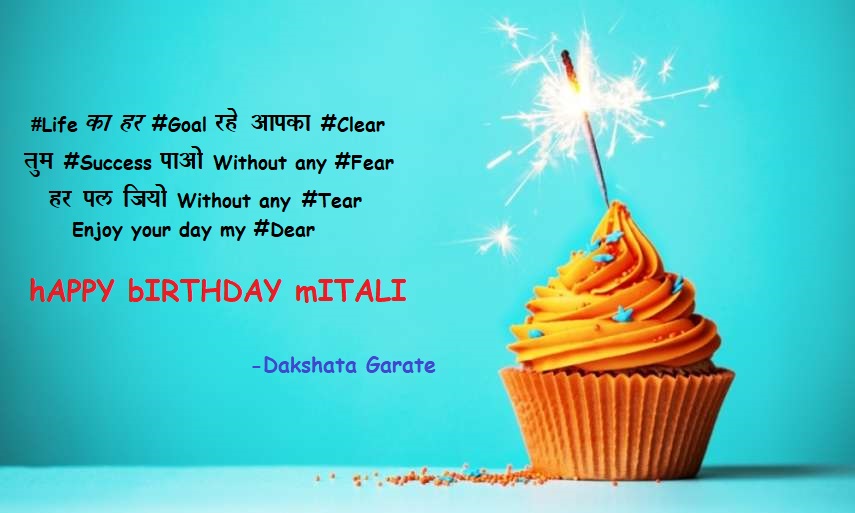 #Life का हर #Goal रहे आपका #Clear
तुम #Success पाओ Without any #Fear
हर पल जियो Without any #Tear
Enjoy your day my #Dear
hAPPY bIRTHDAY mITALI
-Dakshata Garate